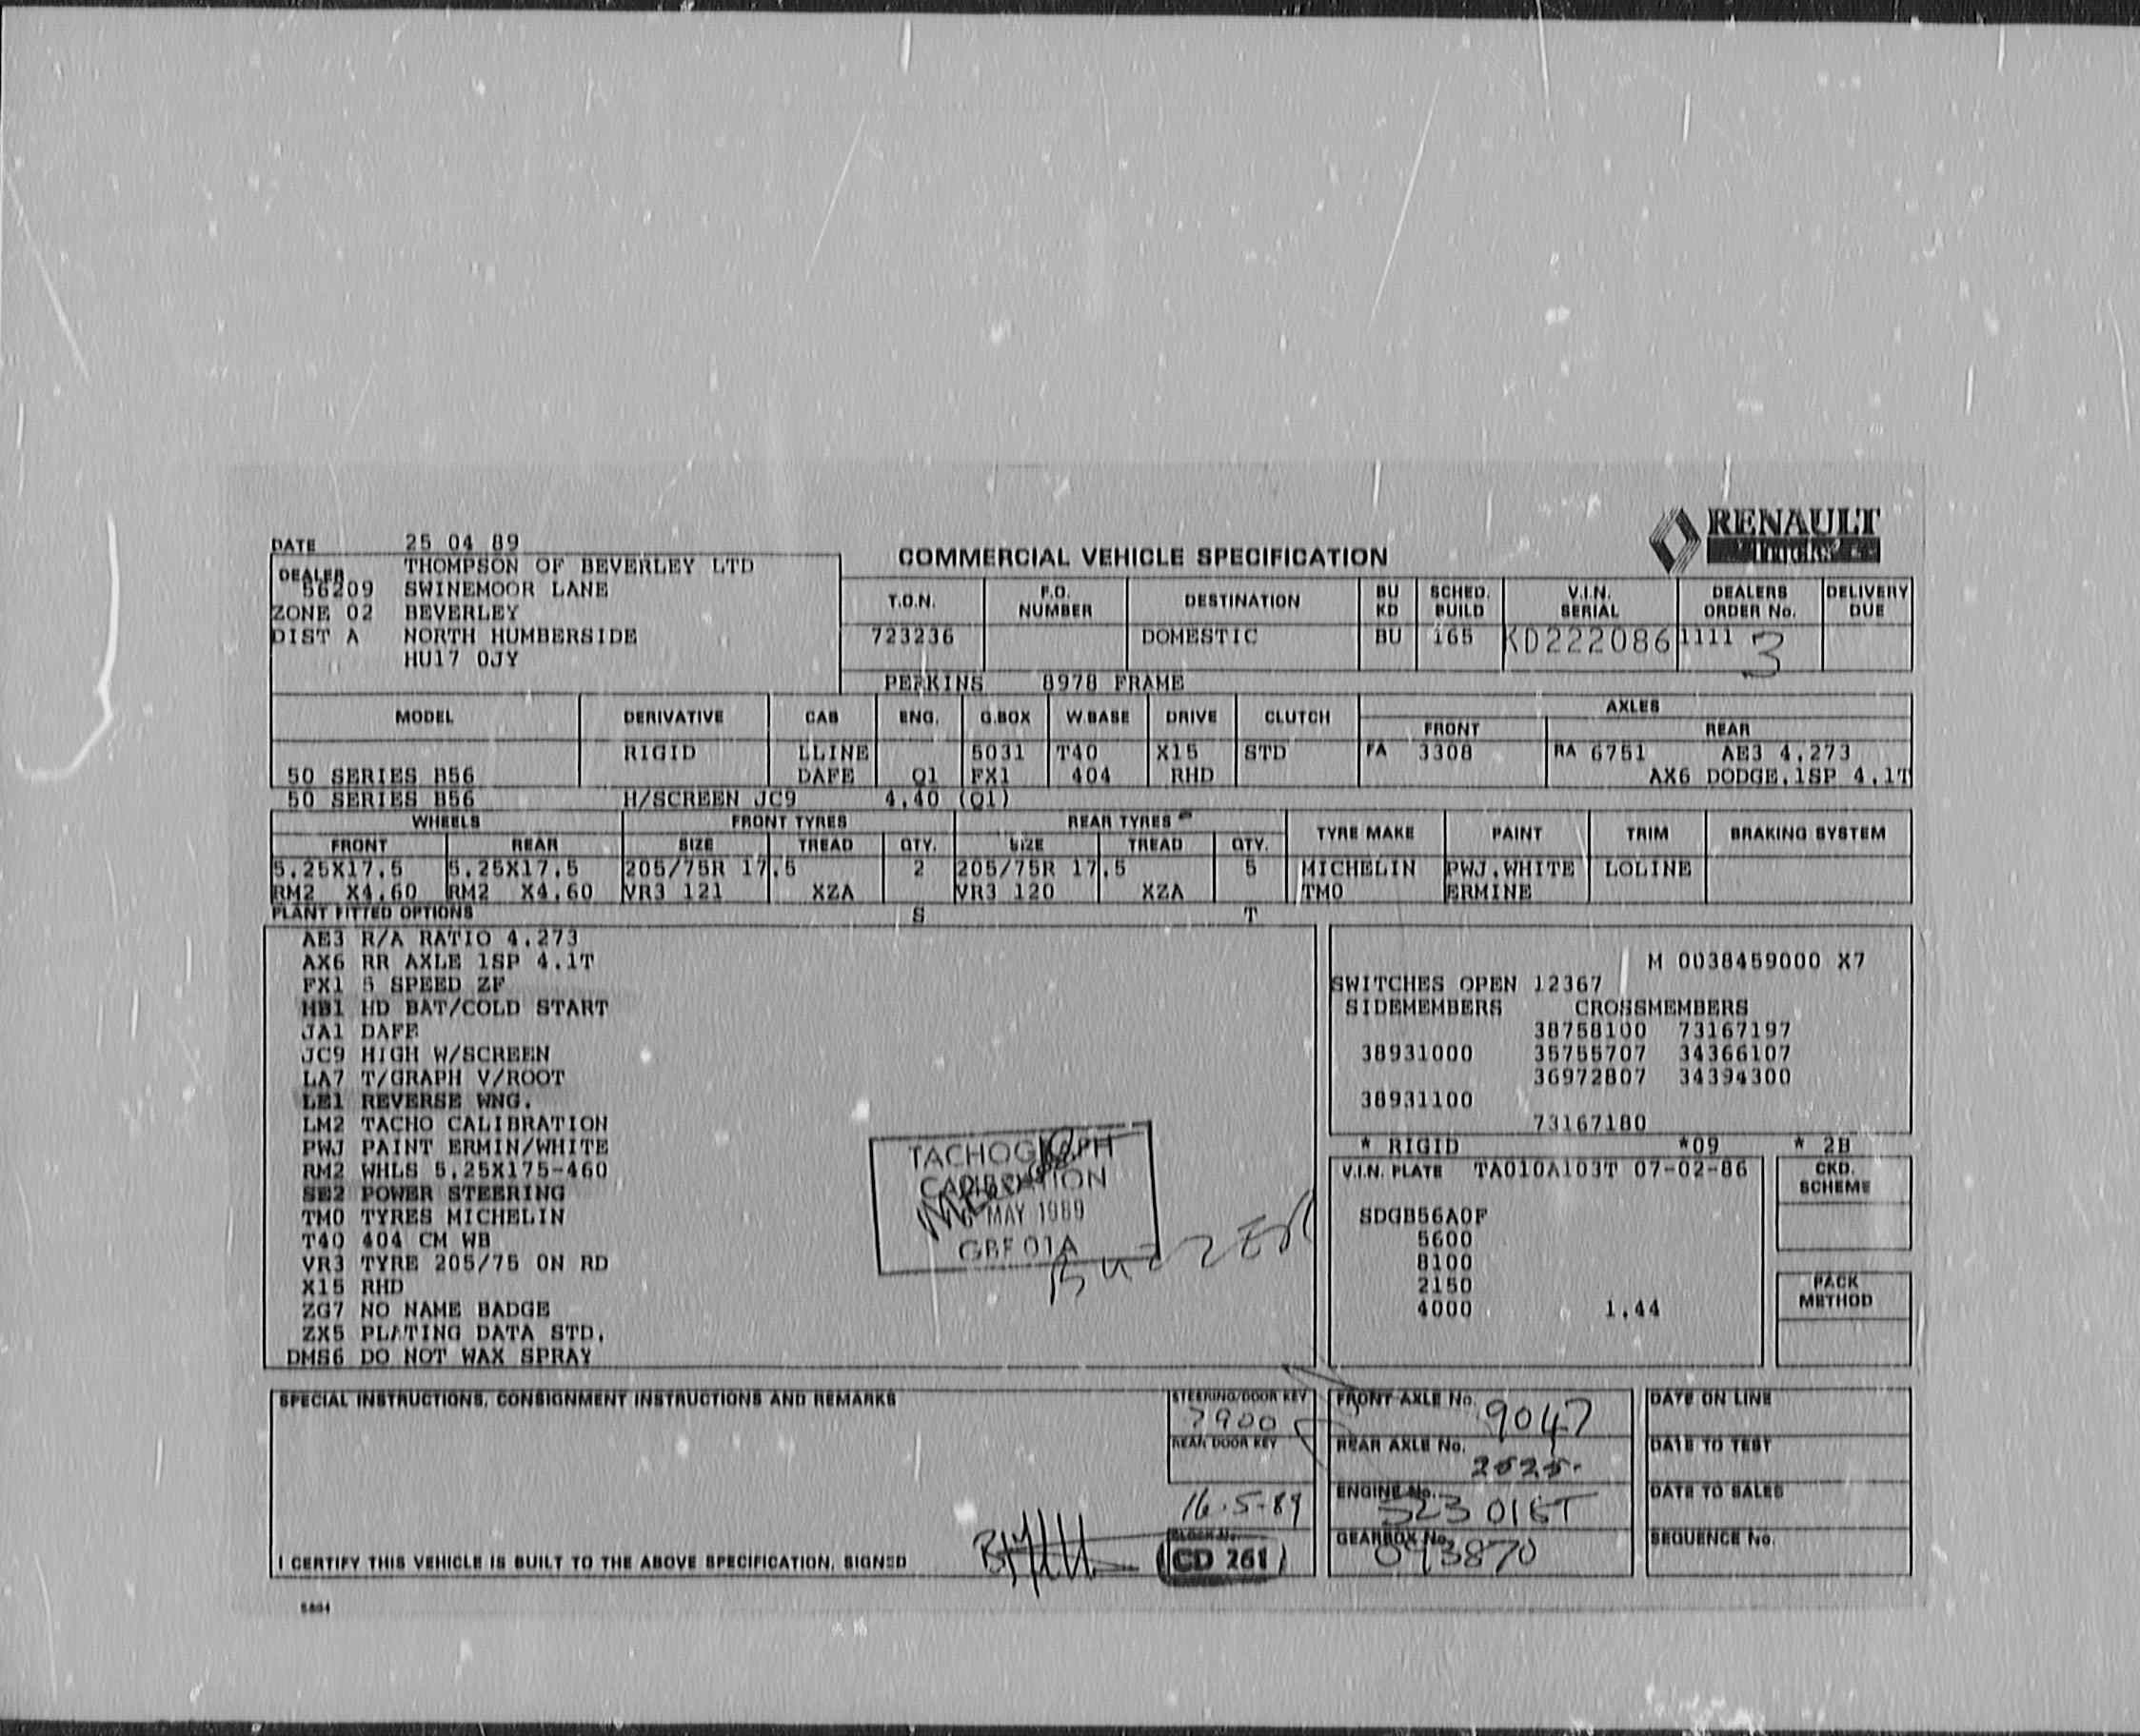 RENAULT
Trucks
DATE 25 04 89
COMMERCIAL VEHICLE SPECIFICATION
DEALER THOMPSON OF BEVERLEY LTD
56209 SWINEMOOR LANE
ZONE 02 BEVERLEY
DIST A NORTH HUMBERSIDE
HU17 0JY
T.O.N. F.O. NUMBER DESTINATION BU KD SCHED. BUILD V.I.N. SERIAL DEALERS ORDER No. DELIVERY DUE
723236 DOMESTIC BU 165 KD222086 1111 3
PERKINS 8978 FRAME
MODEL DERIVATIVE CAB ENG. G.BOX W.BASE DRIVE CLUTCH AXLES
FRONT REAR
RIGID LLINE 5031 T40 X15 STD FA 3308 RA 6751 AE3 4.273
50 SERIES B56 DAFE Q1 FX1 404 RHD AX6 DODGE.1SP 4.1T
50 SERIES B56 H/SCREEN JC9 4.40 (Q1)
WHEELS FRONT TYRES REAR TYRES TYRE MAKE PAINT TRIM BRAKING SYSTEM
FRONT REAR SIZE TREAD QTY. SIZE TREAD QTY.
5.25X17.5 5.25X17.5 205/75R 17.5 2 205/75R 17.5 5 MICHELIN PWJ.WHITE LOLINE
RM2 X4.60 RM2 X4.60 VR3 121 XZA VR3 120 XZA TM0 ERMINE
PLANT FITTED OPTIONS S T
AE3 R/A RATIO 4.273
AX6 RR AXLE 1SP 4.1T
FX1 5 SPEED ZF
HB1 HD BAT/COLD START
JA1 DAFE
JC9 HIGH W/SCREEN
LA7 T/GRAPH V/ROOT
LE1 REVERSE WNG.
LM2 TACHO CALIBRATION
PWJ PAINT ERMIN/WHITE
RM2 WHLS 5.25X175-460
SE2 POWER STEERING
TM0 TYRES MICHELIN
T40 404 CM WB
VR3 TYRE 205/75 ON RD
X15 RHD
ZG7 NO NAME BADGE
ZX5 PLATING DATA STD.
DMS6 DO NOT WAX SPRAY
TACHOGRAPH
CALIBRATION
MAY 1989
GBF 01A
BUZZER
M 0038459000 X7
SWITCHES OPEN 12367
SIDEMEMBERS CROSSMEMBERS
38758100 73167197
38931000 35755707 34366107
36972807 34394300
38931100
73167180
* RIGID *09 * 2B
V.I.N. PLATE TA010A103T 07-02-86
SDGB56A0F
5600
8100
2150
4000 1.44
CKD. SCHEME
PACK METHOD
SPECIAL INSTRUCTIONS, CONSIGNMENT INSTRUCTIONS AND REMARKS
STEERING/DOOR KEY
7900
REAR DOOR KEY
16.5-89
BLOCK No.
CD 261
FRONT AXLE No. 9047
REAR AXLE No. 2525.
ENGINE No.
GEARBOX No. 093870
DATE ON LINE
DATE TO TEST
DATE TO SALES
SEQUENCE No.
I CERTIFY THIS VEHICLE IS BUILT TO THE ABOVE SPECIFICATION, SIGNED